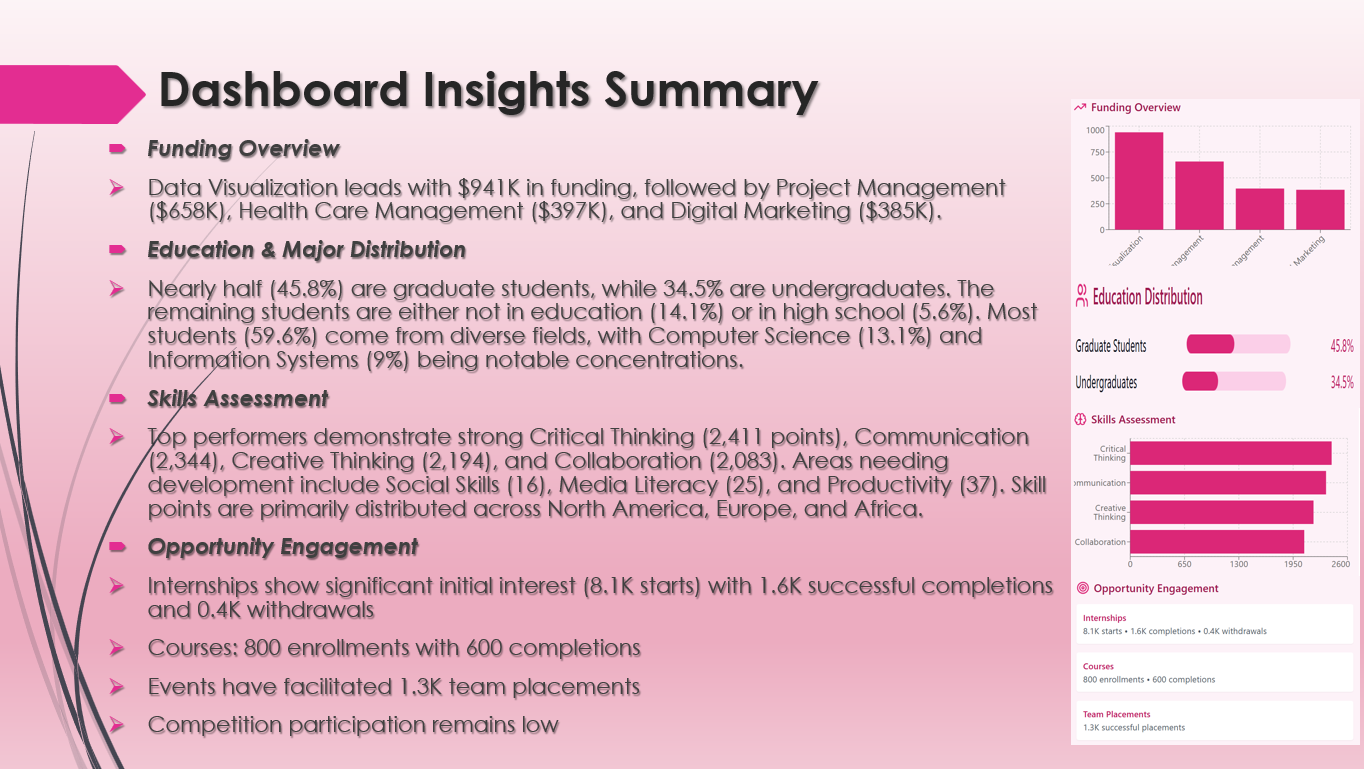 Dashboard Insights Summary
Funding Overview
Data Visualization leads with $941K in funding, followed by Project Management
($658K), Health Care Management ($397K), and Digital Marketing ($385K).
Education & Major Distribution
Nearly half (45.8%) are graduate students, while 34.5% are undergraduates. The
remaining students are either not in education (14.1%) or in high school (5.6%). Most
students (59.6%) come from diverse fields, with Computer Science (13.1%) and
Information Systems (9%) being notable concentrations.
Skills Assessment
Top performers demonstrate strong Critical Thinking (2,411 points), Communication
(2,344), Creative Thinking (2,194), and Collaboration (2,083). Areas needing
development include Social Skills (16), Media Literacy (25), and Productivity (37). Skill
points are primarily distributed across North America, Europe, and Africa.
Opportunity Engagement
Internships show significant initial interest (8.1K starts) with 1.6K successful completions
and 0.4K withdrawals
Courses: 800 enrollments with 600 completions
Events have facilitated 1.3K team placements
Competition participation remains low
Funding Overview
1000
750
500
250
0
sualization
nagement
nagement
Marketing
Education Distribution
Graduate Students 45.8%
Undergraduates 34.5%
Skills Assessment
Critical
Thinking
mmunication
Creative
Thinking
Collaboration
0 650 1300 1950 2600
Opportunity Engagement
Internships
8.1K starts • 1.6K completions • 0.4K withdrawals
Courses
800 enrollments • 600 completions
Team Placements
1.3K successful placements